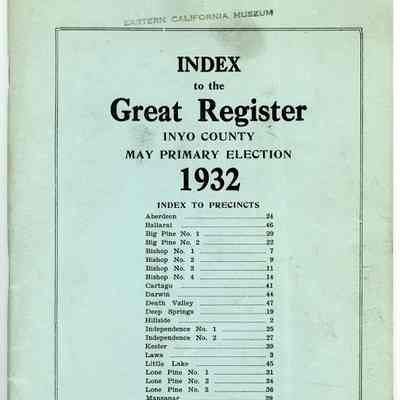 EASTERN CALIFORNIA MUSEUM
INDEX
to the
Great Register
INYO COUNTY
MAY PRIMARY ELECTION
1932
INDEX TO PRECINCTS
Aberdeen 24
Ballarat 46
Big Pine No. 1 20
Big Pine No. 2 22
Bishop No. 1 7
Bishop No. 2 9
Bishop No. 3 11
Bishop No. 4 14
Cartago 41
Darwin 44
Death Valley 47
Deep Springs 19
Hillside 2
Independence No. 1 25
Independence No. 2 27
Keeler 39
Laws 3
Little Lake 45
Lone Pine No. 1 31
Lone Pine No. 2 34
Lone Pine No. 3 36
Manzanar 29